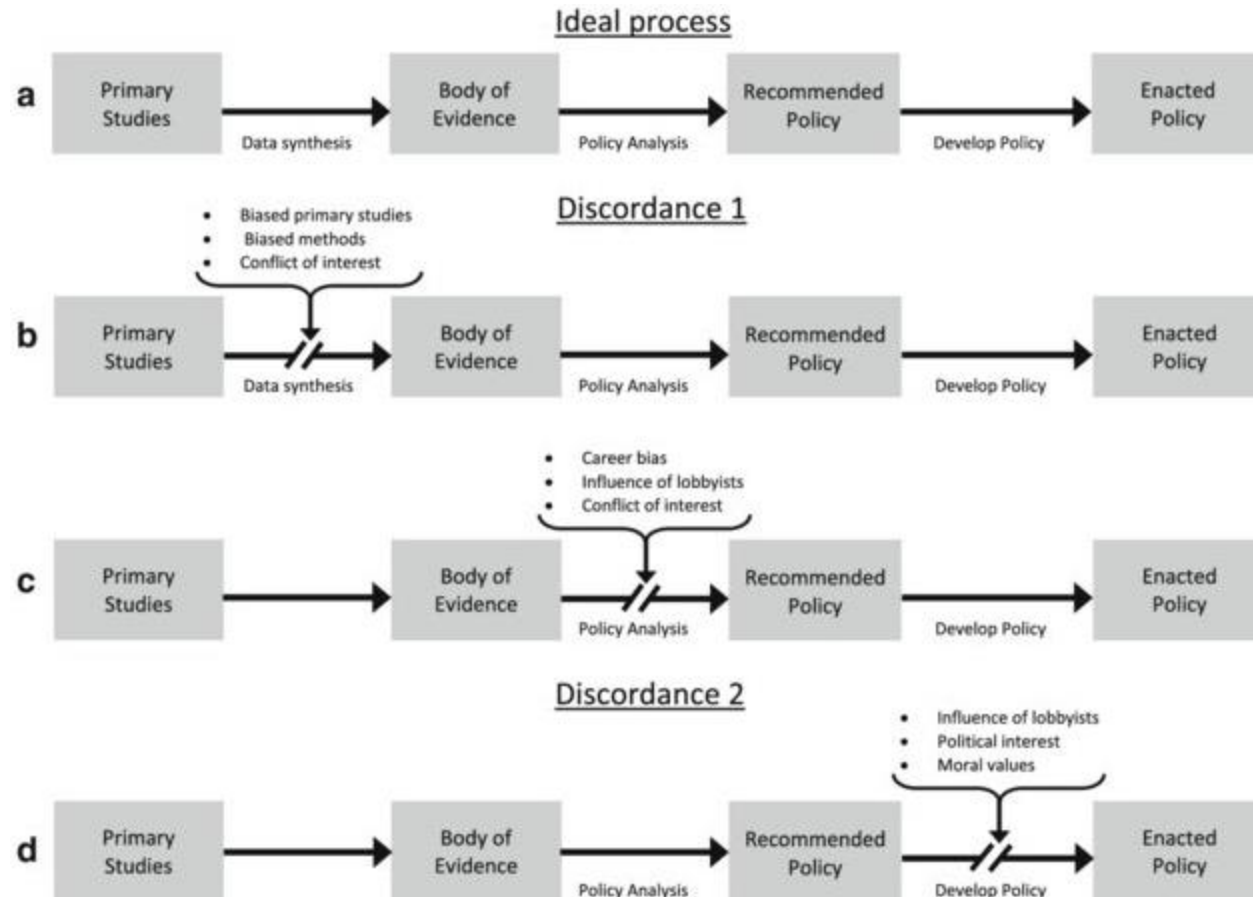 Ideal process
a
Primary
Studies
Data synthesis
Body of
Evidence
Policy Analysis
Recommended
Policy
Develop Policy
Enacted
Policy
Discordance 1
• Biased primary studies
• Biased methods
• Conflict of interest
b
Primary
Studies
Data synthesis
Body of
Evidence
Policy Analysis
Recommended
Policy
Develop Policy
Enacted
Policy
• Career bias
• Influence of lobbyists
• Conflict of interest
c
Primary
Studies
Body of
Evidence
Policy Analysis
Recommended
Policy
Develop Policy
Enacted
Policy
Discordance 2
• Influence of lobbyists
• Political interest
• Moral values
d
Primary
Studies
Body of
Evidence
Policy Analysis
Recommended
Policy
Develop Policy
Enacted
Policy